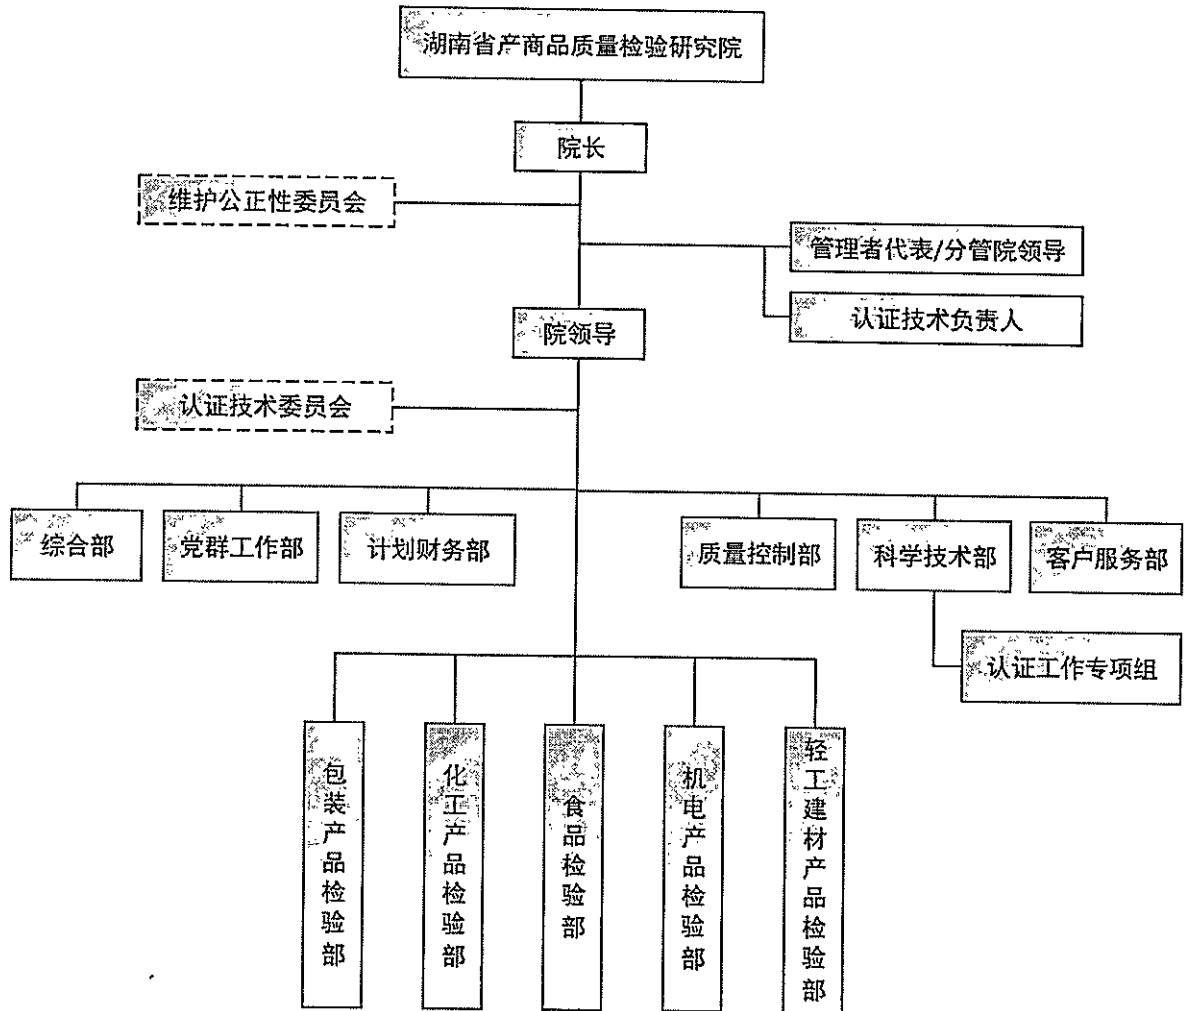 湖南省产商品质量检验研究院
院长
维护公正性委员会
管理者代表/分管院领导
认证技术负责人
院领导
认证技术委员会
综合部
党群工作部
计划财务部
质量控制部
科学技术部
客户服务部
认证工作专项组
包装产品检验部
化工产品检验部
食品检验部
机电产品检验部
轻工建材产品检验部